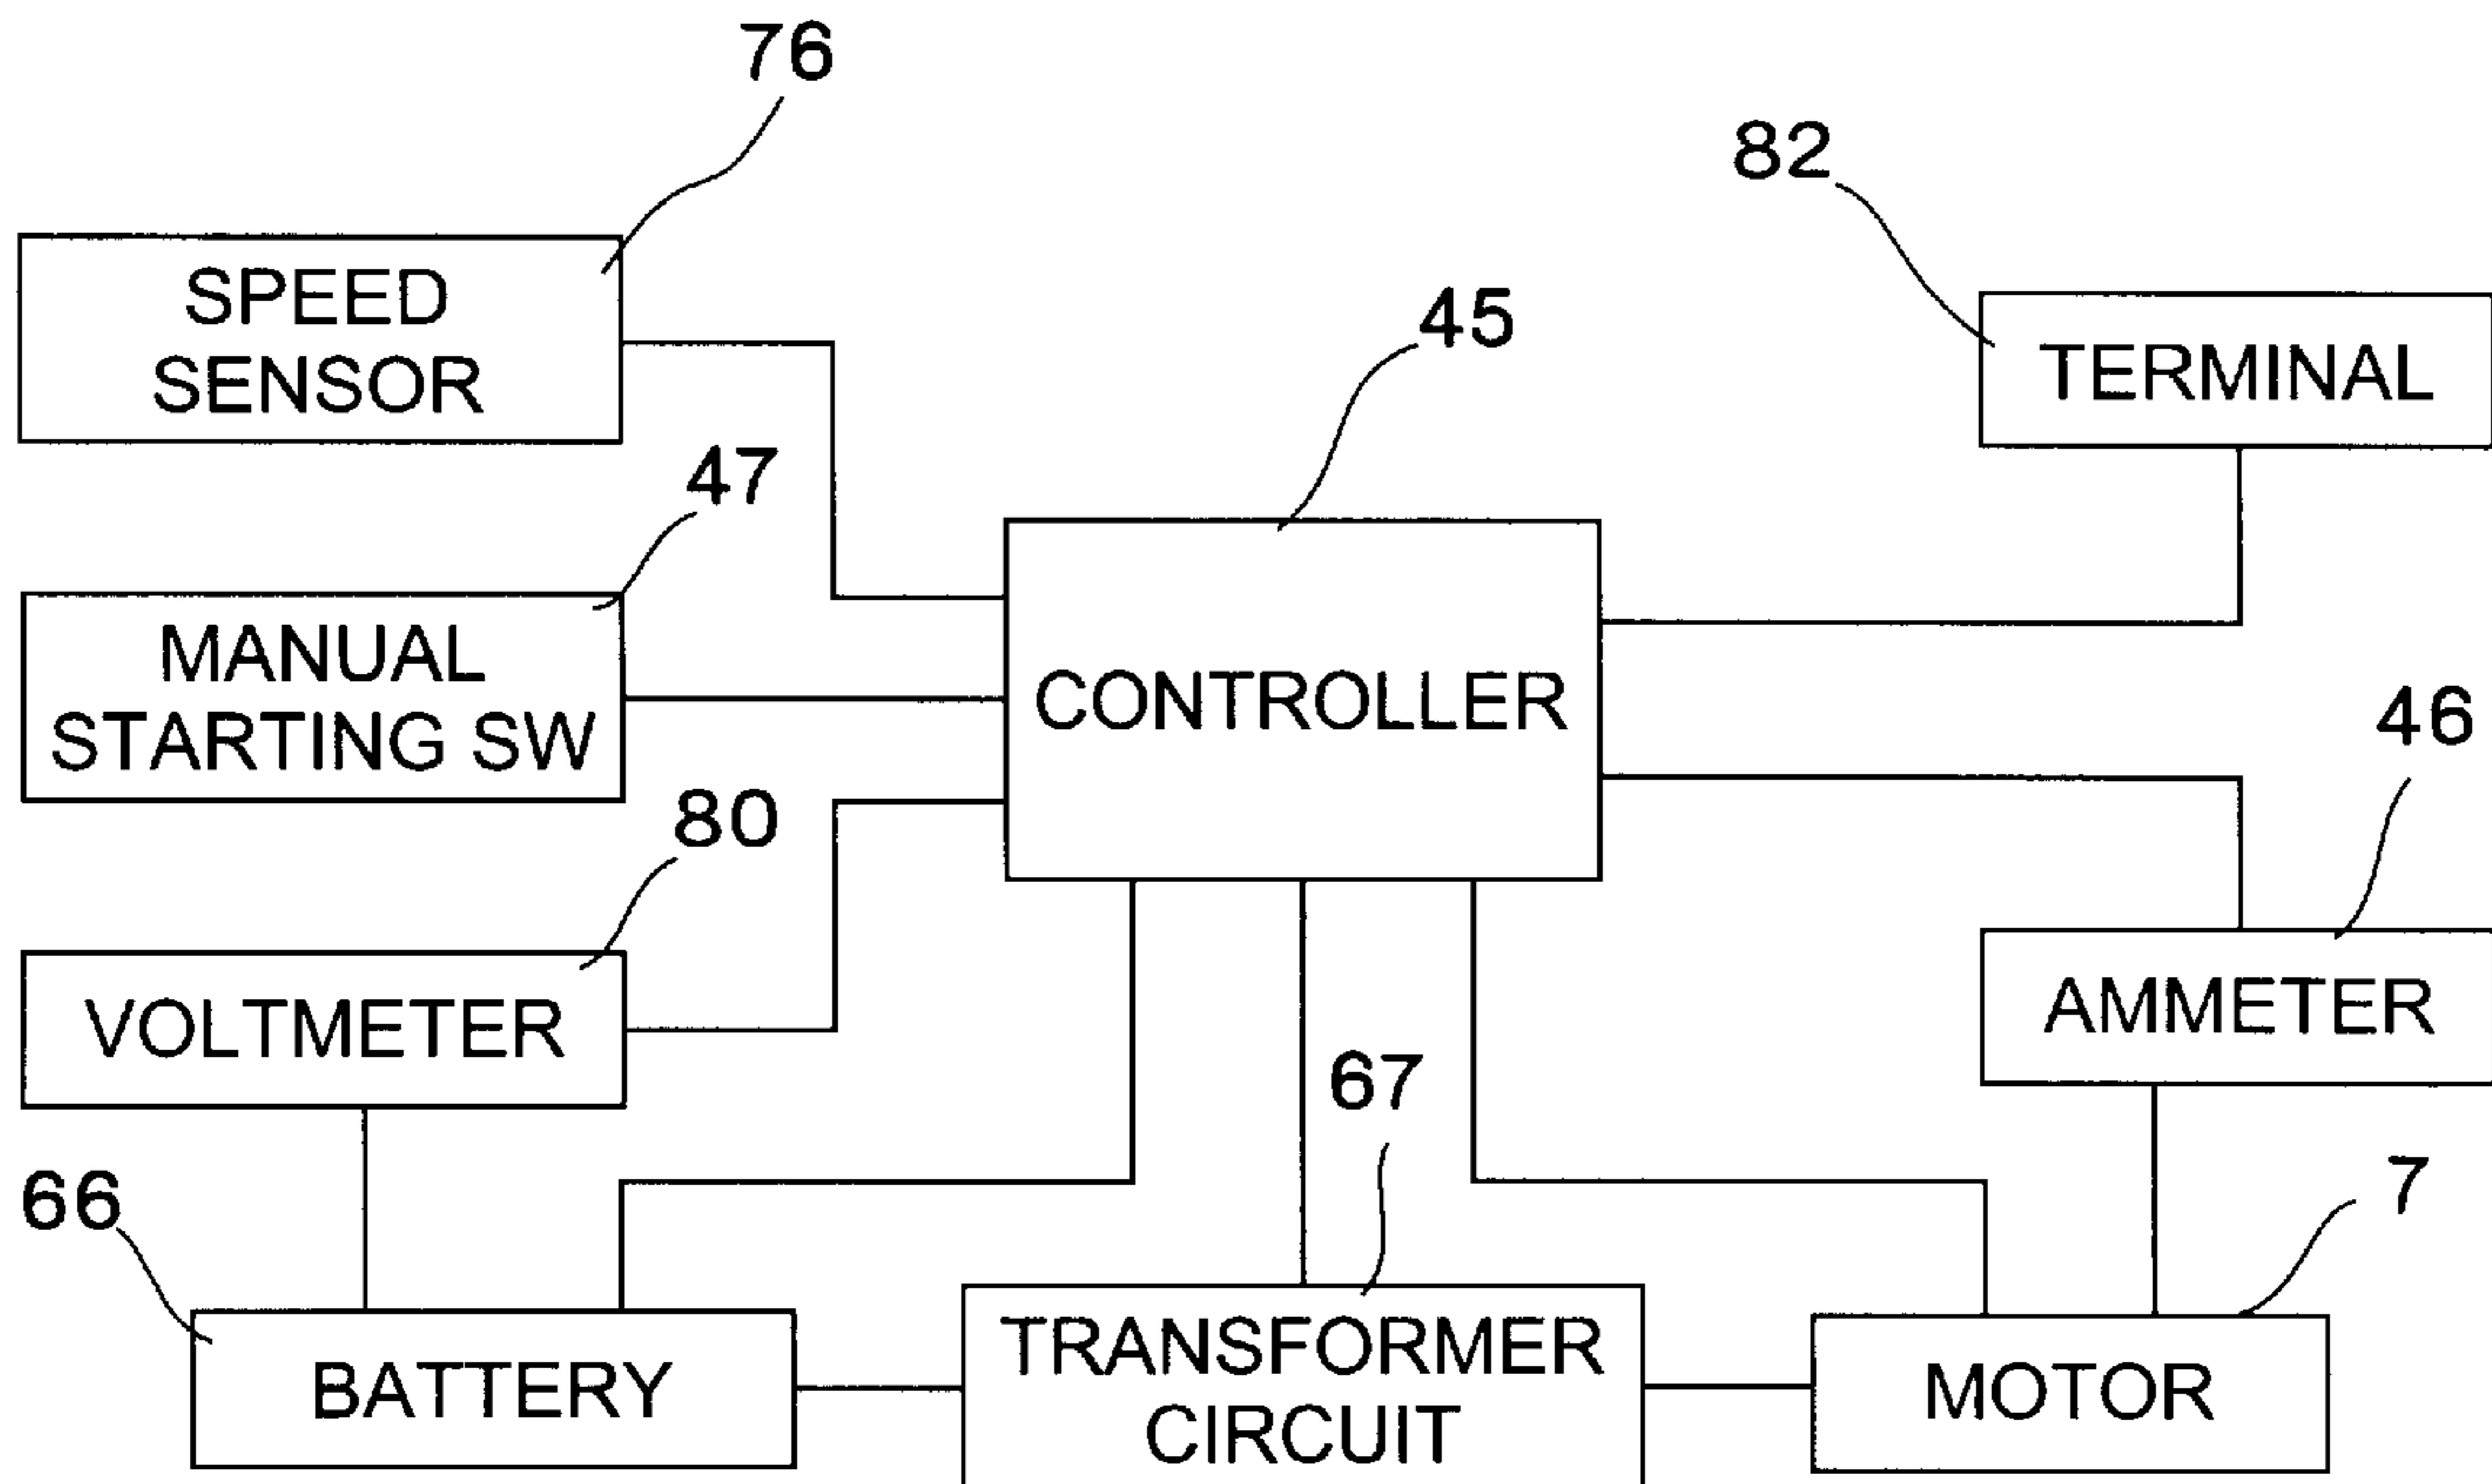 76
82
SPEED
SENSOR
45
TERMINAL
47
MANUAL
STARTING SW
CONTROLLER
46
80
VOLTMETER
AMMETER
67
66
7
BATTERY
TRANSFORMER
CIRCUIT
MOTOR